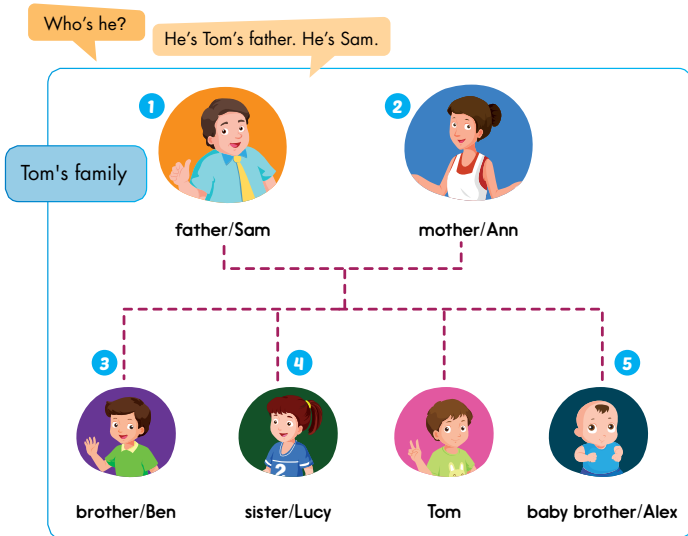 Who's he?
He's Tom's father. He's Sam.
1
2
Tom's family
father/Sam
mother/Ann
3
4
5
2
brother/Ben
sister/Lucy
Tom
baby brother/Alex